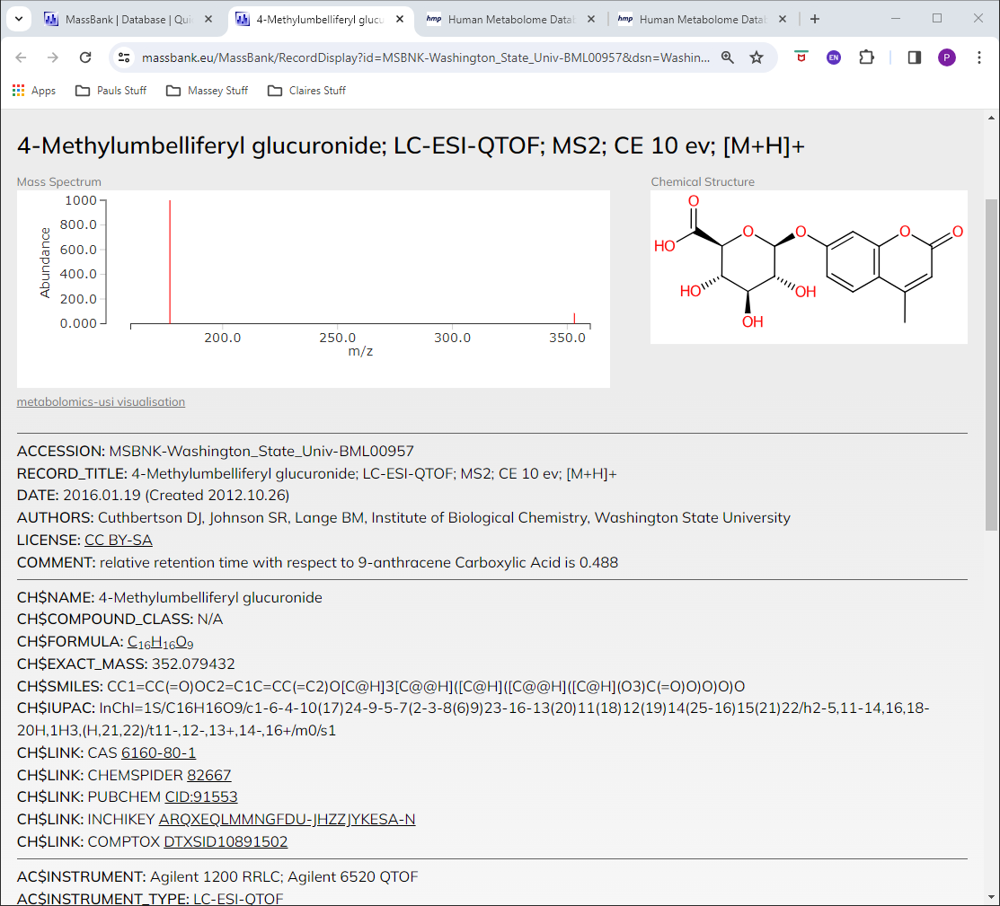 MassBank | Database | Qui
4-Methylumbelliferyl glucu
Human Metabolome Datab
Human Metabolome Datab
massbank.eu/MassBank/RecordDisplay?id=MSBNK-Washington_State_Univ-BML00957&dsn=Washin...
EN
P
Apps
Pauls Stuff
Massey Stuff
Claires Stuff
4-Methylumbelliferyl glucuronide; LC-ESI-QTOF; MS2; CE 10 ev; [M+H]+
Mass Spectrum
Chemical Structure
1000
800.0
600.0
400.0
200.0
0.000
Abundance
200.0 250.0 300.0 350.0
m/z
O
HO O O O O
HO OH
OH
metabolomics-usi visualisation
ACCESSION: MSBNK-Washington_State_Univ-BML00957
RECORD_TITLE: 4-Methylumbelliferyl glucuronide; LC-ESI-QTOF; MS2; CE 10 ev; [M+H]+
DATE: 2016.01.19 (Created 2012.10.26)
AUTHORS: Cuthbertson DJ, Johnson SR, Lange BM, Institute of Biological Chemistry, Washington State University
LICENSE: CC BY-SA
COMMENT: relative retention time with respect to 9-anthracene Carboxylic Acid is 0.488
CH$NAME: 4-Methylumbelliferyl glucuronide
CH$COMPOUND_CLASS: N/A
CH$FORMULA: C16H16O9
CH$EXACT_MASS: 352.079432
CH$SMILES: CC1=CC(=O)OC2=C1C=CC(=C2)O[C@H]3[C@@H]([C@H]([C@@H]([C@H](O3)C(=O)O)O)O)O
CH$IUPAC: InChI=1S/C16H16O9/c1-6-4-10(17)24-9-5-7(2-3-8(6)9)23-16-13(20)11(18)12(19)14(25-16)15(21)22/h2-5,11-14,16,18-
20H,1H3,(H,21,22)/t11-,12-,13+,14-,16+/m0/s1
CH$LINK: CAS 6160-80-1
CH$LINK: CHEMSPIDER 82667
CH$LINK: PUBCHEM CID:91553
CH$LINK: INCHIKEY ARQXEQLMMNGFDU-JHZZJYKESA-N
CH$LINK: COMPTOX DTXSID10891502
AC$INSTRUMENT: Agilent 1200 RRLC; Agilent 6520 QTOF
AC$INSTRUMENT_TYPE: LC-ESI-QTOF